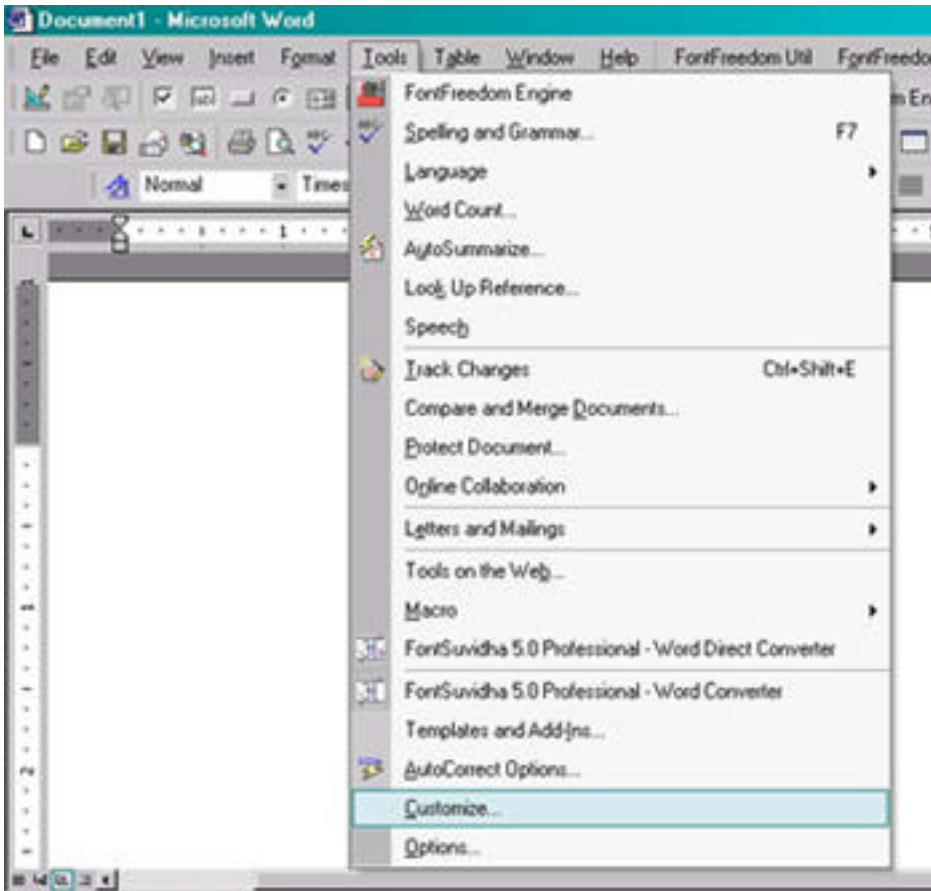 Document1 - Microsoft Word
File Edit View Insert Format Tools Table Window Help FontFreedom Util
FontFreedom Engine
Spelling and Grammar... F7
Normal
Language
Word Count...
AutoSummarize...
Look Up Reference...
Speech
Track Changes Ctrl+Shift+E
Compare and Merge Documents...
Protect Document...
Online Collaboration
Letters and Mailings
Tools on the Web...
Macro
FontSuvidha 5.0 Professional - Word Direct Converter
FontSuvidha 5.0 Professional - Word Converter
Templates and Add-Ins...
AutoCorrect Options...
Customize...
Options...